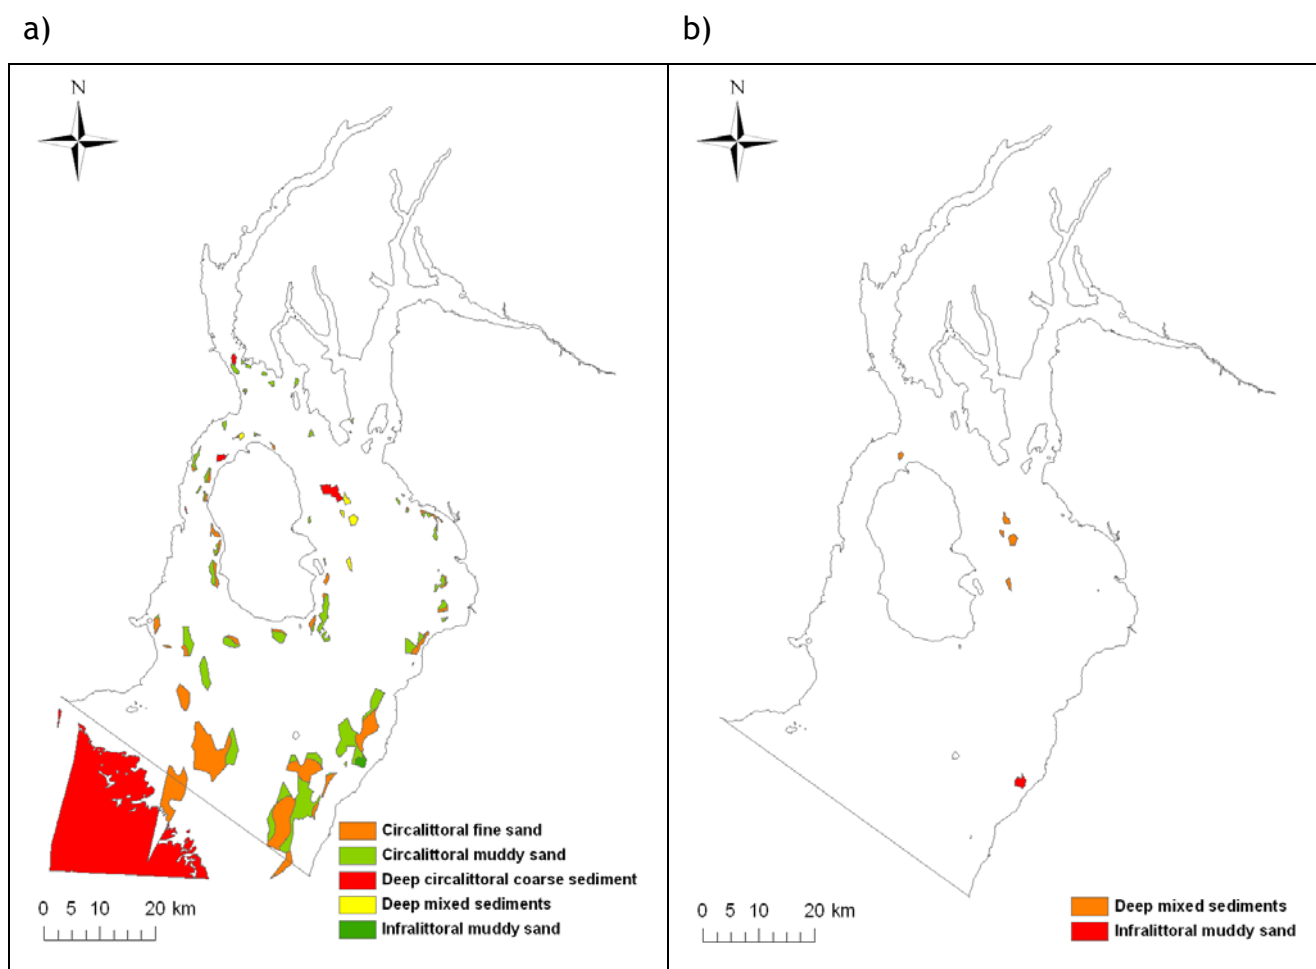 a)
b)
N
N
Circalittoral fine sand
Circalittoral muddy sand
Deep circalittoral coarse sediment
Deep mixed sediments
Infralittoral muddy sand
0 5 10 20 km
Deep mixed sediments
Infralittoral muddy sand
0 5 10 20 km